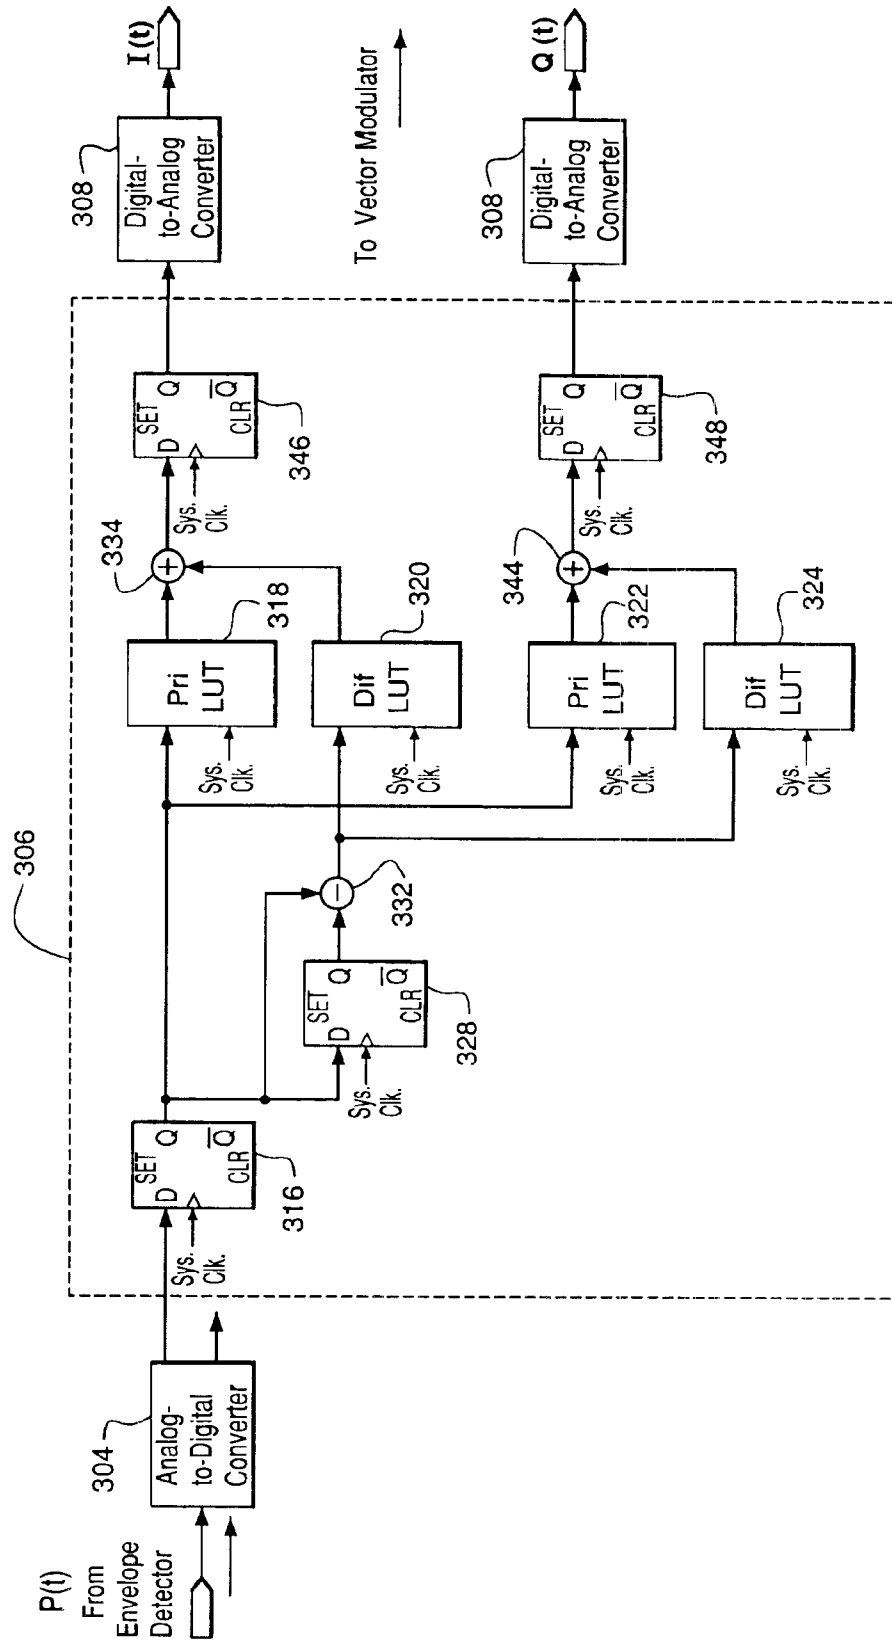 306
P(t)
From
Envelope
Detector
304
Analog-
to-Digital
Converter
Sys.
Clk.
SET
D
Q
Q
CLR
316
Sys.
Clk.
SET
D
Q
Q
CLR
328
−
332
Sys.
Clk.
Pri
LUT
318
Sys.
Clk.
Dif
LUT
320
Sys.
Clk.
Pri
LUT
322
Sys.
Clk.
Dif
LUT
324
+
334
+
344
Sys.
Clk.
SET
D
Q
Q
CLR
346
Sys.
Clk.
SET
D
Q
Q
CLR
348
308
Digital-
to-Analog
Converter
I(t)
To Vector Modulator
308
Digital-
to-Analog
Converter
Q (t)